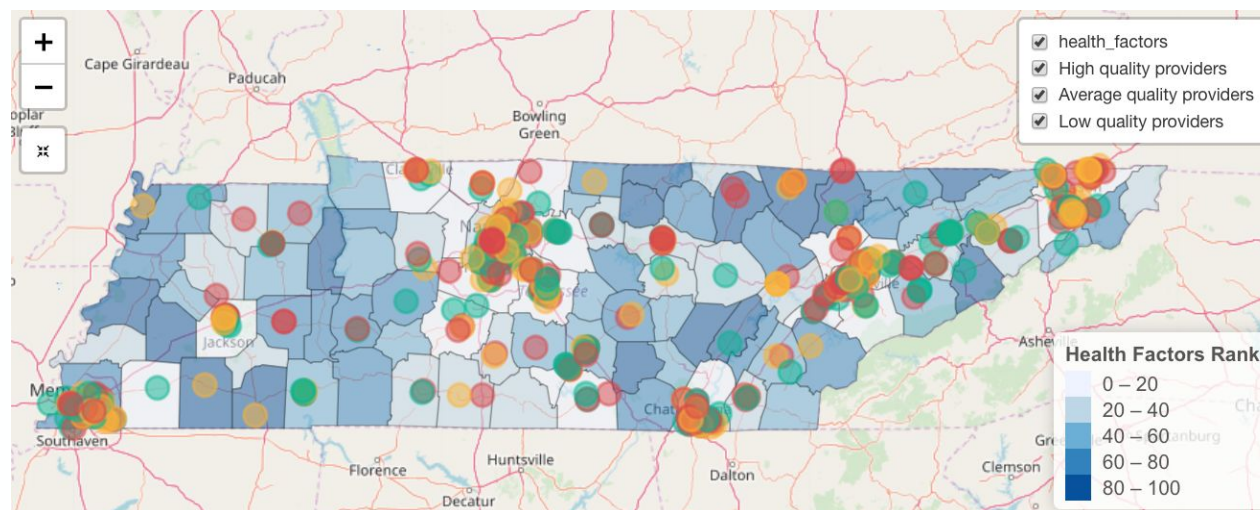 +
−
Cape Girardeau
Paducah
Bowling
Green
health_factors
High quality providers
Average quality providers
Low quality providers
Jackson
Southaven
Florence
Huntsville
Decatur
Dalton
Clemson
Health Factors Rank
0 – 20
20 – 40
40 – 60
60 – 80
80 – 100